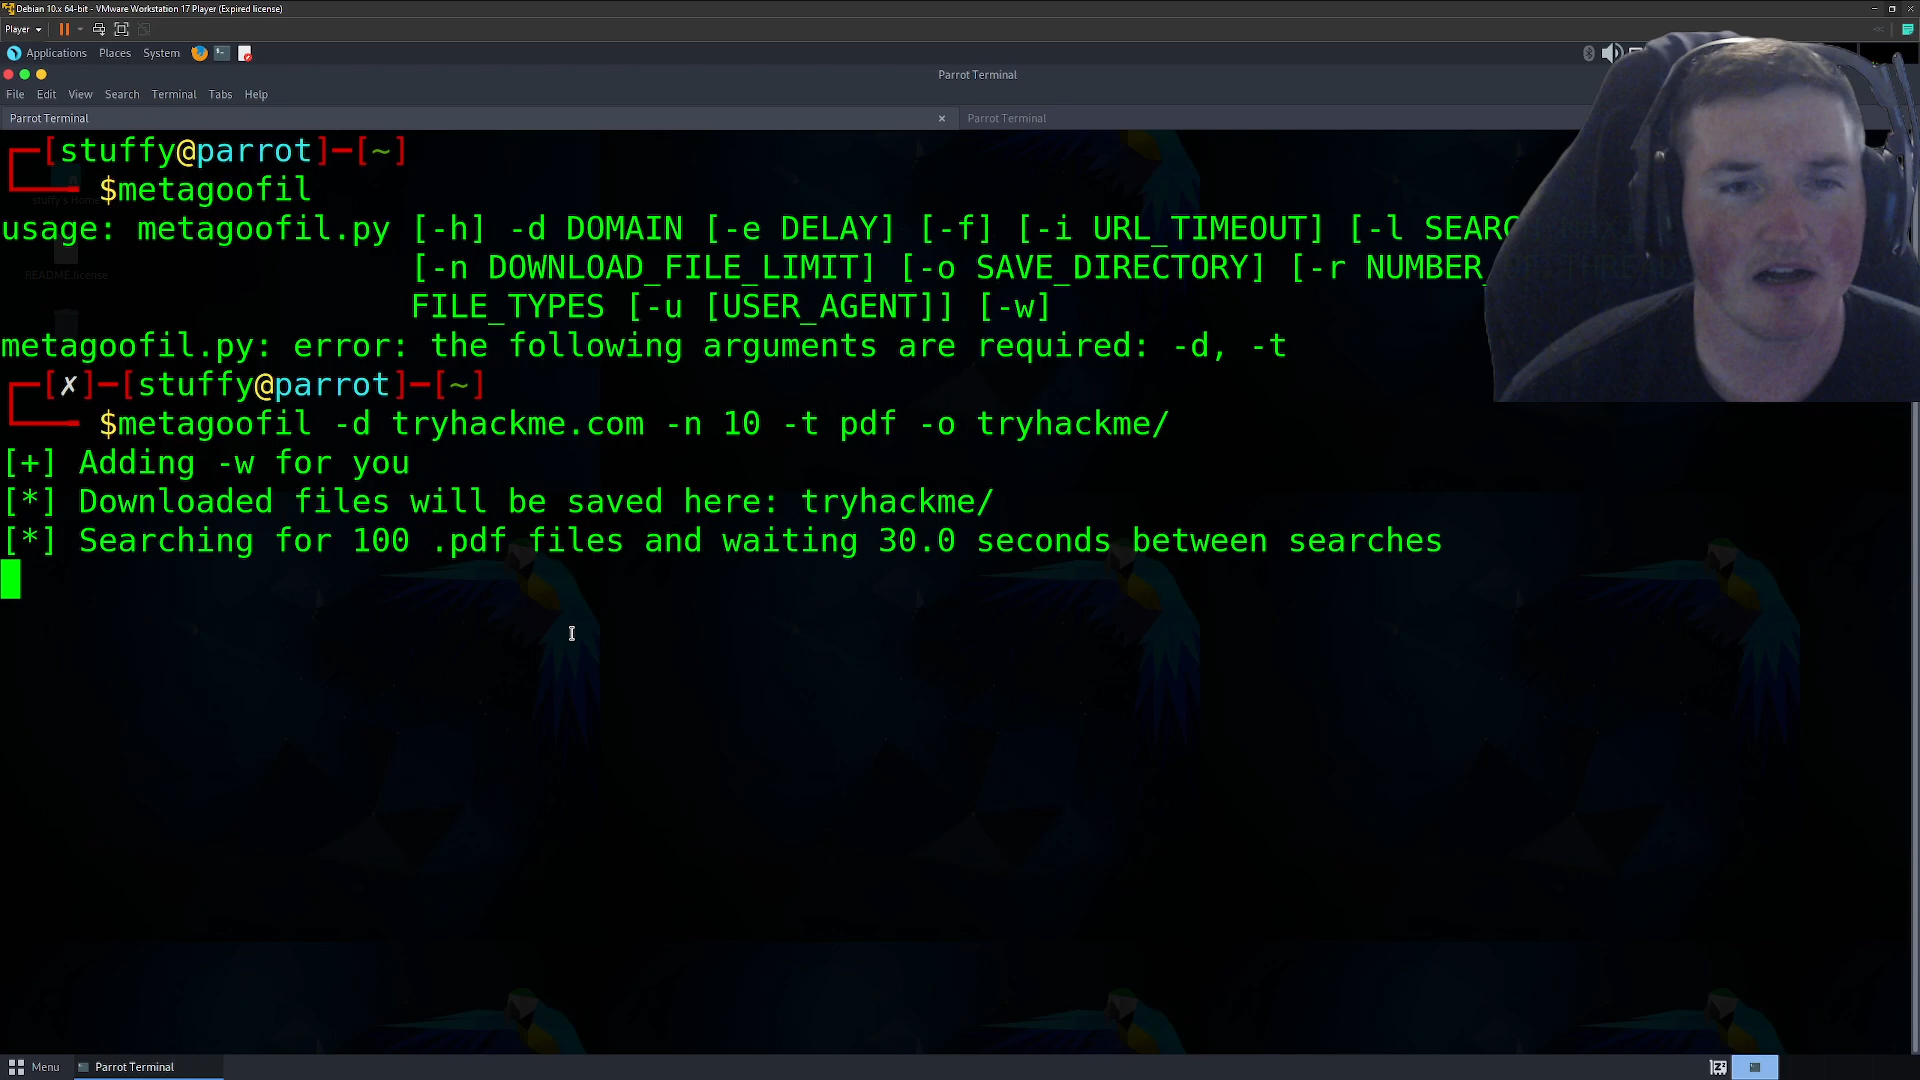 Debian 10.x 64-bit - VMware Workstation 17 Player (Expired license)
Player
Applications Places System
Parrot Terminal
File Edit View Search Terminal Tabs Help
Parrot Terminal × Parrot Terminal
┌─[stuffy@parrot]─[~]
└──╼ $metagoofil
stuffy's Home
usage: metagoofil.py [-h] -d DOMAIN [-e DELAY] [-f] [-i URL_TIMEOUT] [-l
README.license
[-n DOWNLOAD_FILE_LIMIT] [-o SAVE_DIRECTORY] [-r
FILE_TYPES [-u [USER_AGENT]] [-w]
metagoofil.py: error: the following arguments are required: -d, -t
┌─[✗]─[stuffy@parrot]─[~]
└──╼ $metagoofil -d tryhackme.com -n 10 -t pdf -o tryhackme/
[+] Adding -w for you
[*] Downloaded files will be saved here: tryhackme/
[*] Searching for 100 .pdf files and waiting 30.0 seconds between searches
Menu Parrot Terminal